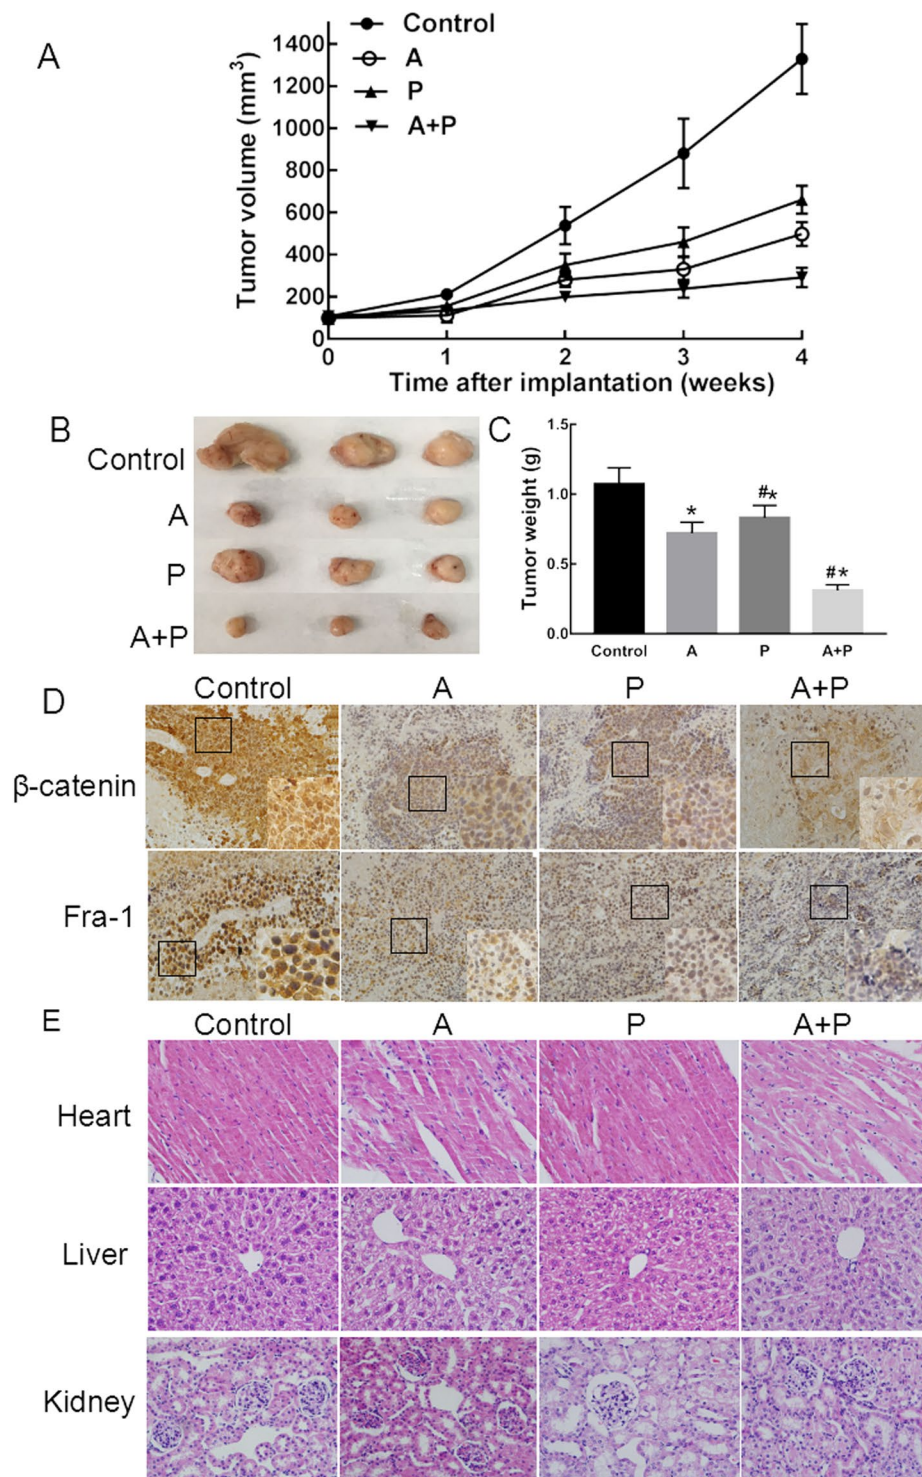 A
Tumor volume (mm³)
1400
1200
1000
800
600
400
200
0
Control
A
P
A+P
0 1 2 3 4
Time after implantation (weeks)
B
Control
A
P
A+P
C
Tumor weight (g)
1.5
1.0
0.5
0.0
*
#*
#*
Control A P A+P
D
Control A P A+P
β-catenin
Fra-1
E
Control A P A+P
Heart
Liver
Kidney